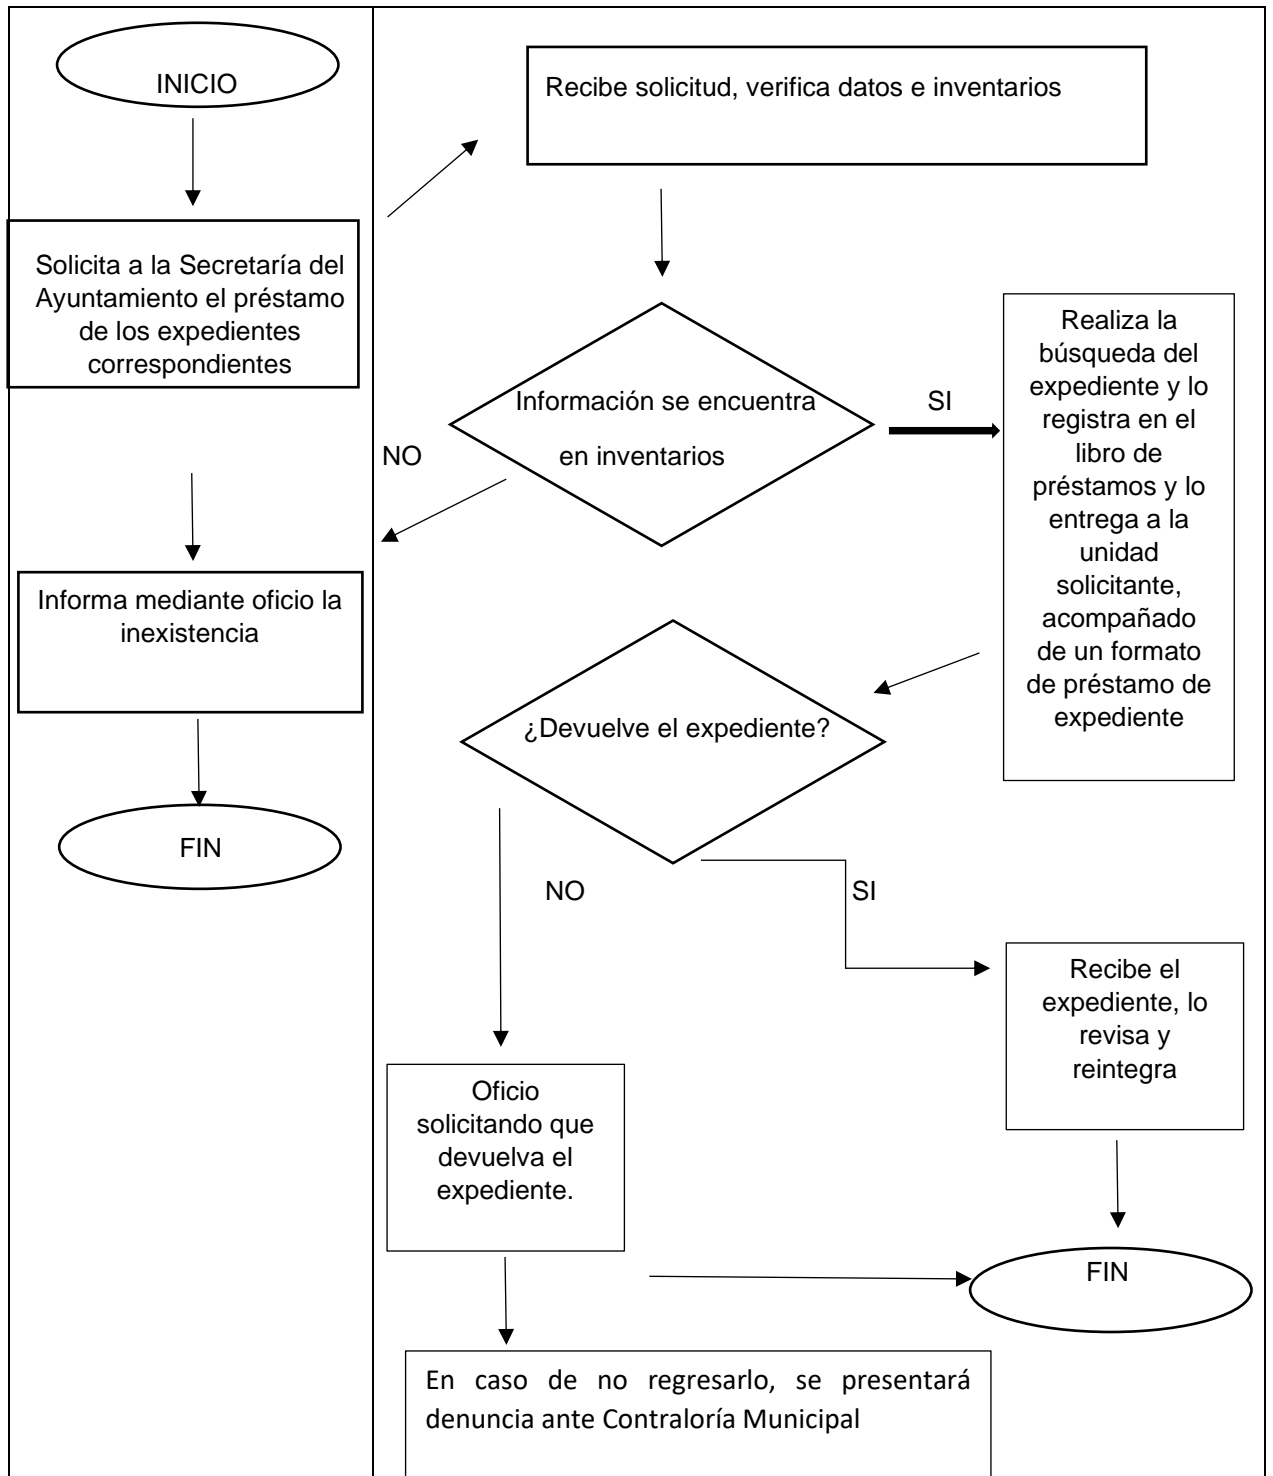 INICIO
Solicita a la Secretaría del
Ayuntamiento el préstamo
de los expedientes
correspondientes
Informa mediante oficio la
inexistencia
FIN
Recibe solicitud, verifica datos e inventarios
Información se encuentra
en inventarios
SI
NO
Realiza la
búsqueda del
expediente y lo
registra en el
libro de
préstamos y lo
entrega a la
unidad
solicitante,
acompañado
de un formato
de préstamo de
expediente
¿Devuelve el expediente?
NO
SI
Recibe el
expediente, lo
revisa y
reintegra
Oficio
solicitando que
devuelva el
expediente.
FIN
En caso de no regresarlo, se presentará
denuncia ante Contraloría Municipal